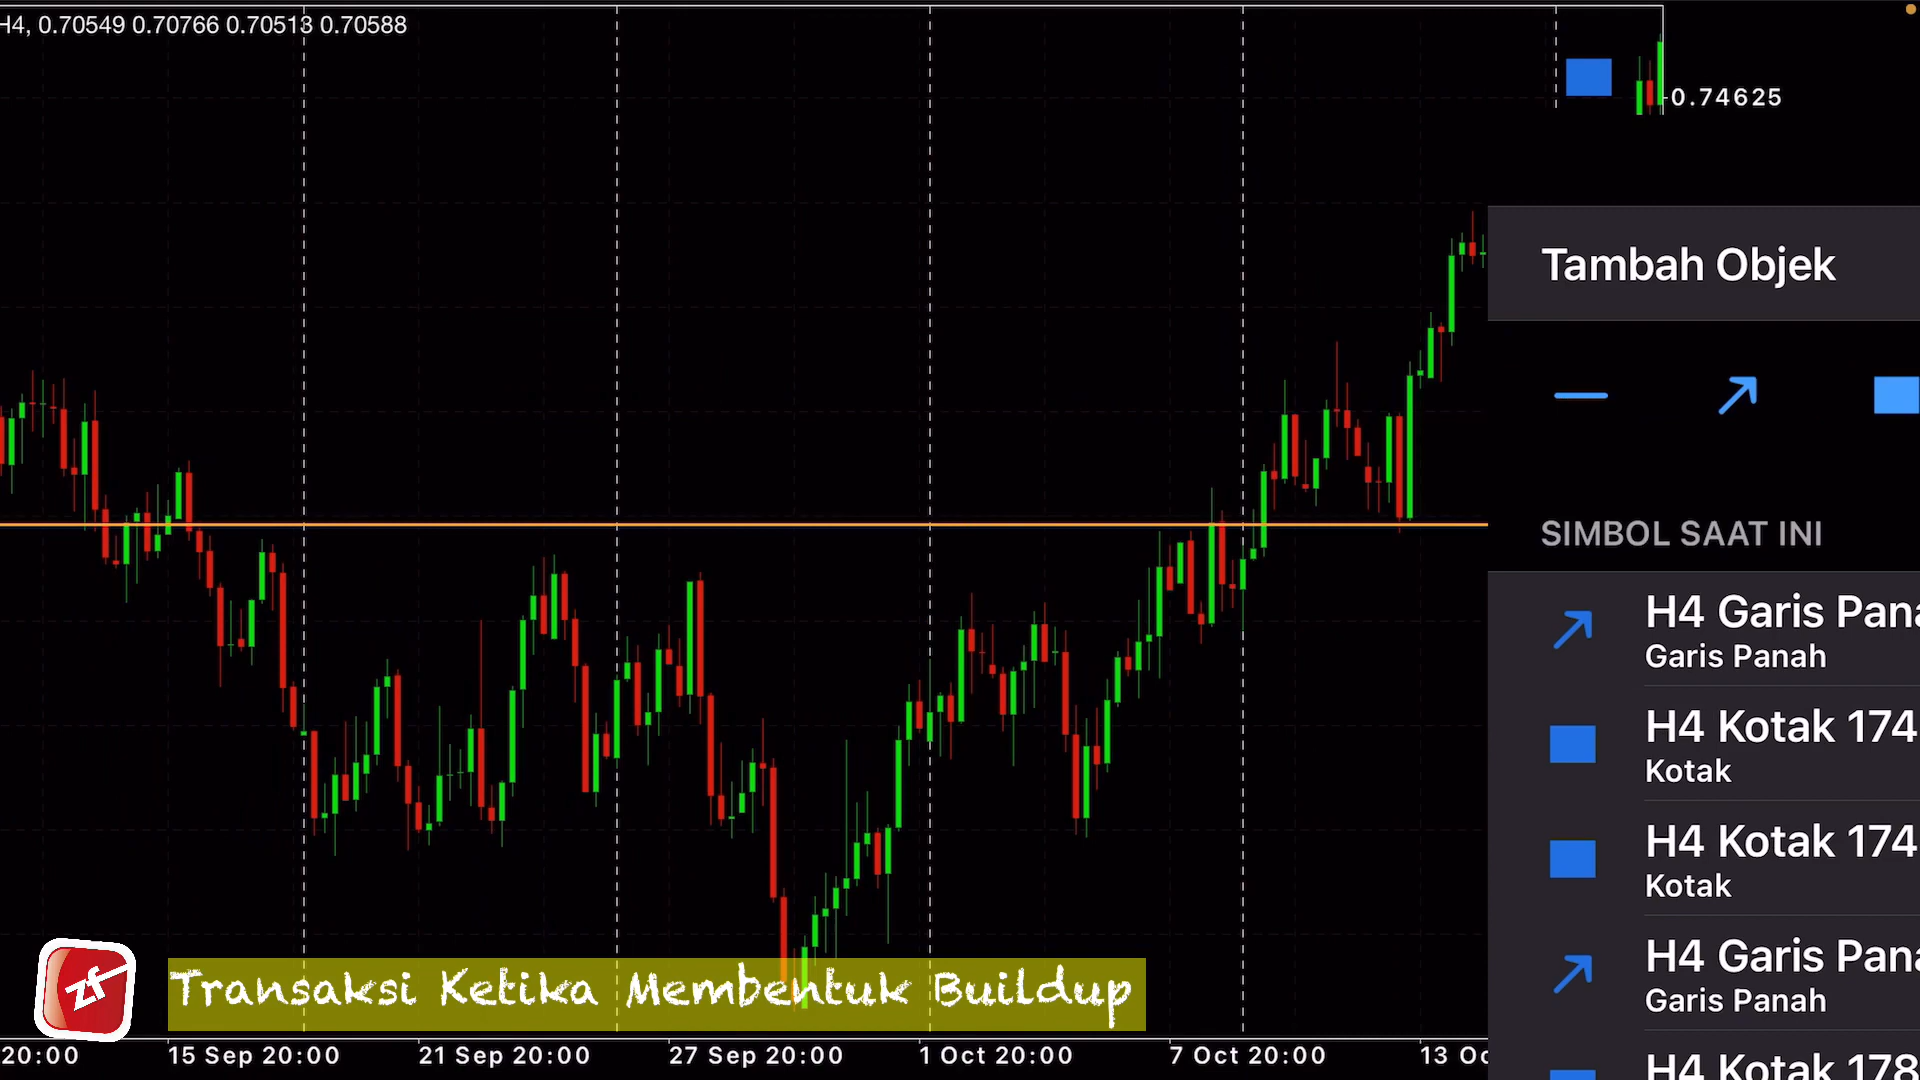 H4, 0.70549 0.70766 0.70513 0.70588
0.74625
Tambah Objek
SIMBOL SAAT INI
H4 Garis Pana
Garis Panah
H4 Kotak 174
Kotak
H4 Kotak 174
Kotak
H4 Garis Pana
Garis Panah
H4 Kotak 178
zf
Transaksi Ketika Membentuk Buildup
20:00 15 Sep 20:00 21 Sep 20:00 27 Sep 20:00 1 Oct 20:00 7 Oct 20:00 13 Oc